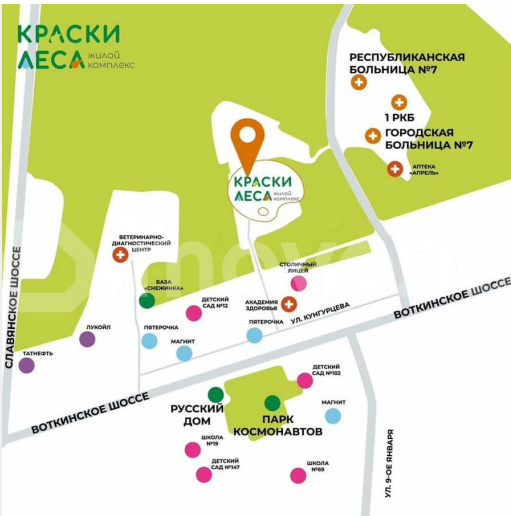 КРАСКИ
ЛЕСА
жилой
комплекс
РЕСПУБЛИКАНСКАЯ
БОЛЬНИЦА №7
1 РКБ
ГОРОДСКАЯ
БОЛЬНИЦА №7
АПТЕКА
«АПРЕЛЬ»
КРАСКИ
ЛЕСА
жилой
комплекс
ВЕТЕРИНАРНО-
ДИАГНОСТИЧЕСКИЙ
ЦЕНТР
СЛАВЯНСКОЕ ШОССЕ
СТОЛИЧНЫЙ
ЛИЦЕЙ
БАЗА
«СНЕЖИНКА»
ДЕТСКИЙ
САД №12
АКАДЕМИЯ
ЗДОРОВЬЯ
УЛ. КУНГУРЦЕВА
ВОТКИНСКОЕ ШОССЕ
ЛУКОЙЛ
ПЯТЕРОЧКА
МАГНИТ
ПЯТЕРОЧКА
ТАТНЕФТЬ
ДЕТСКИЙ
САД №102
ВОТКИНСКОЕ ШОССЕ
РУССКИЙ
ДОМ
ПАРК
КОСМОНАВТОВ
МАГНИТ
ШКОЛА
№19
ДЕТСКИЙ
САД №147
ШКОЛА
№69
УЛ. 9-ОЕ ЯНВАРЯ